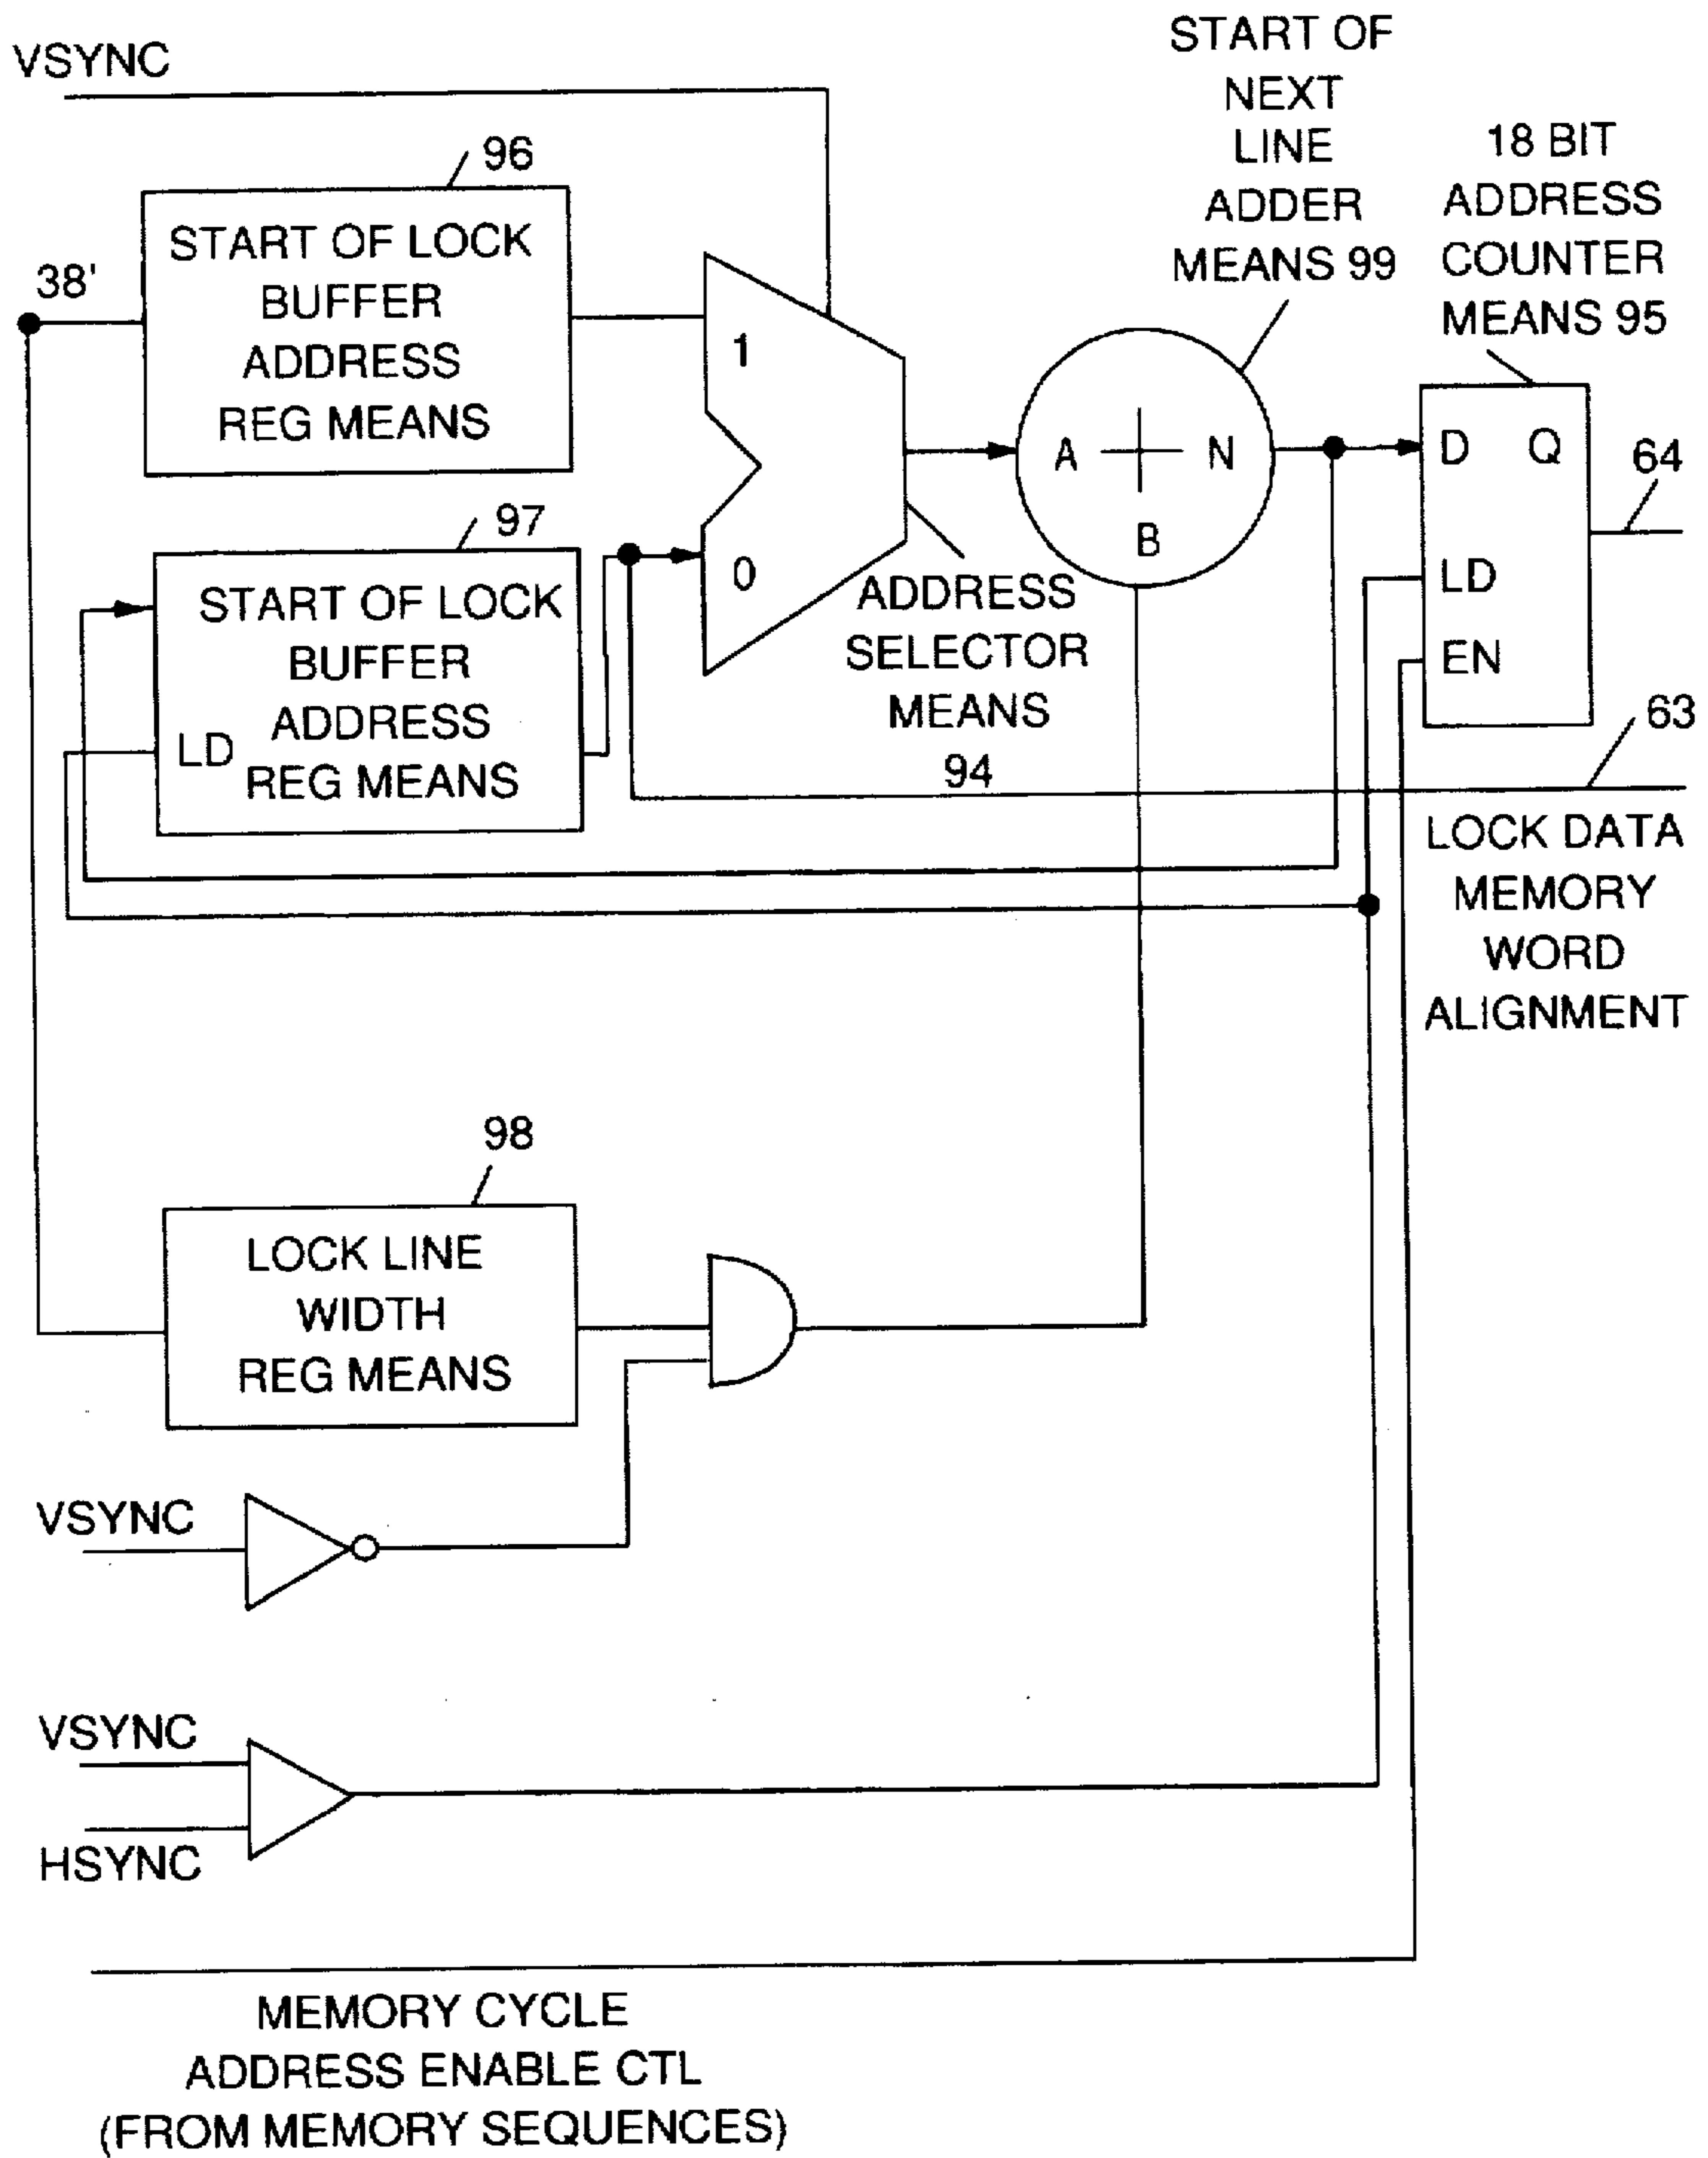 VSYNC
START OF
NEXT
LINE
ADDER
MEANS 99
18 BIT
ADDRESS
COUNTER
MEANS 95
96
START OF LOCK
BUFFER
ADDRESS
REG MEANS
38'
1
0
A
N
B
D Q
LD
EN
64
97
START OF LOCK
BUFFER
ADDRESS
REG MEANS
LD
ADDRESS
SELECTOR
MEANS
94
63
LOCK DATA
MEMORY
WORD
ALIGNMENT
98
LOCK LINE
WIDTH
REG MEANS
VSYNC
VSYNC
HSYNC
MEMORY CYCLE
ADDRESS ENABLE CTL
(FROM MEMORY SEQUENCES)